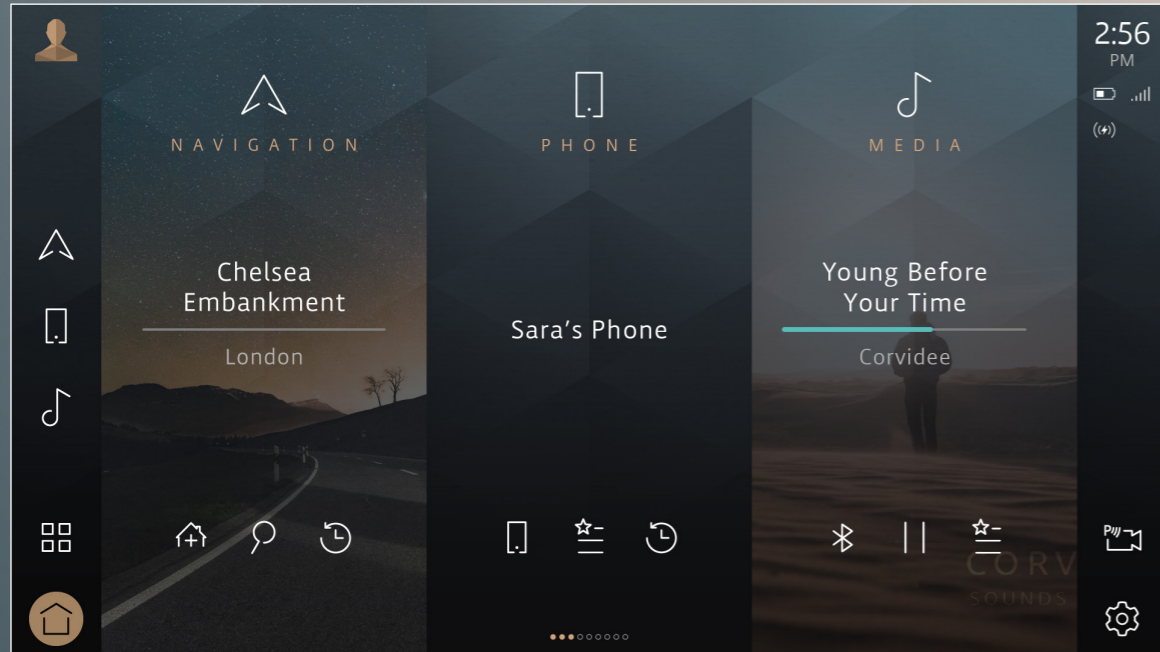 2:56
PM
NAVIGATION
PHONE
MEDIA
Chelsea
Embankment
London
Sara's Phone
Young Before
Your Time
Corvidee
CORV
SOUNDS
P